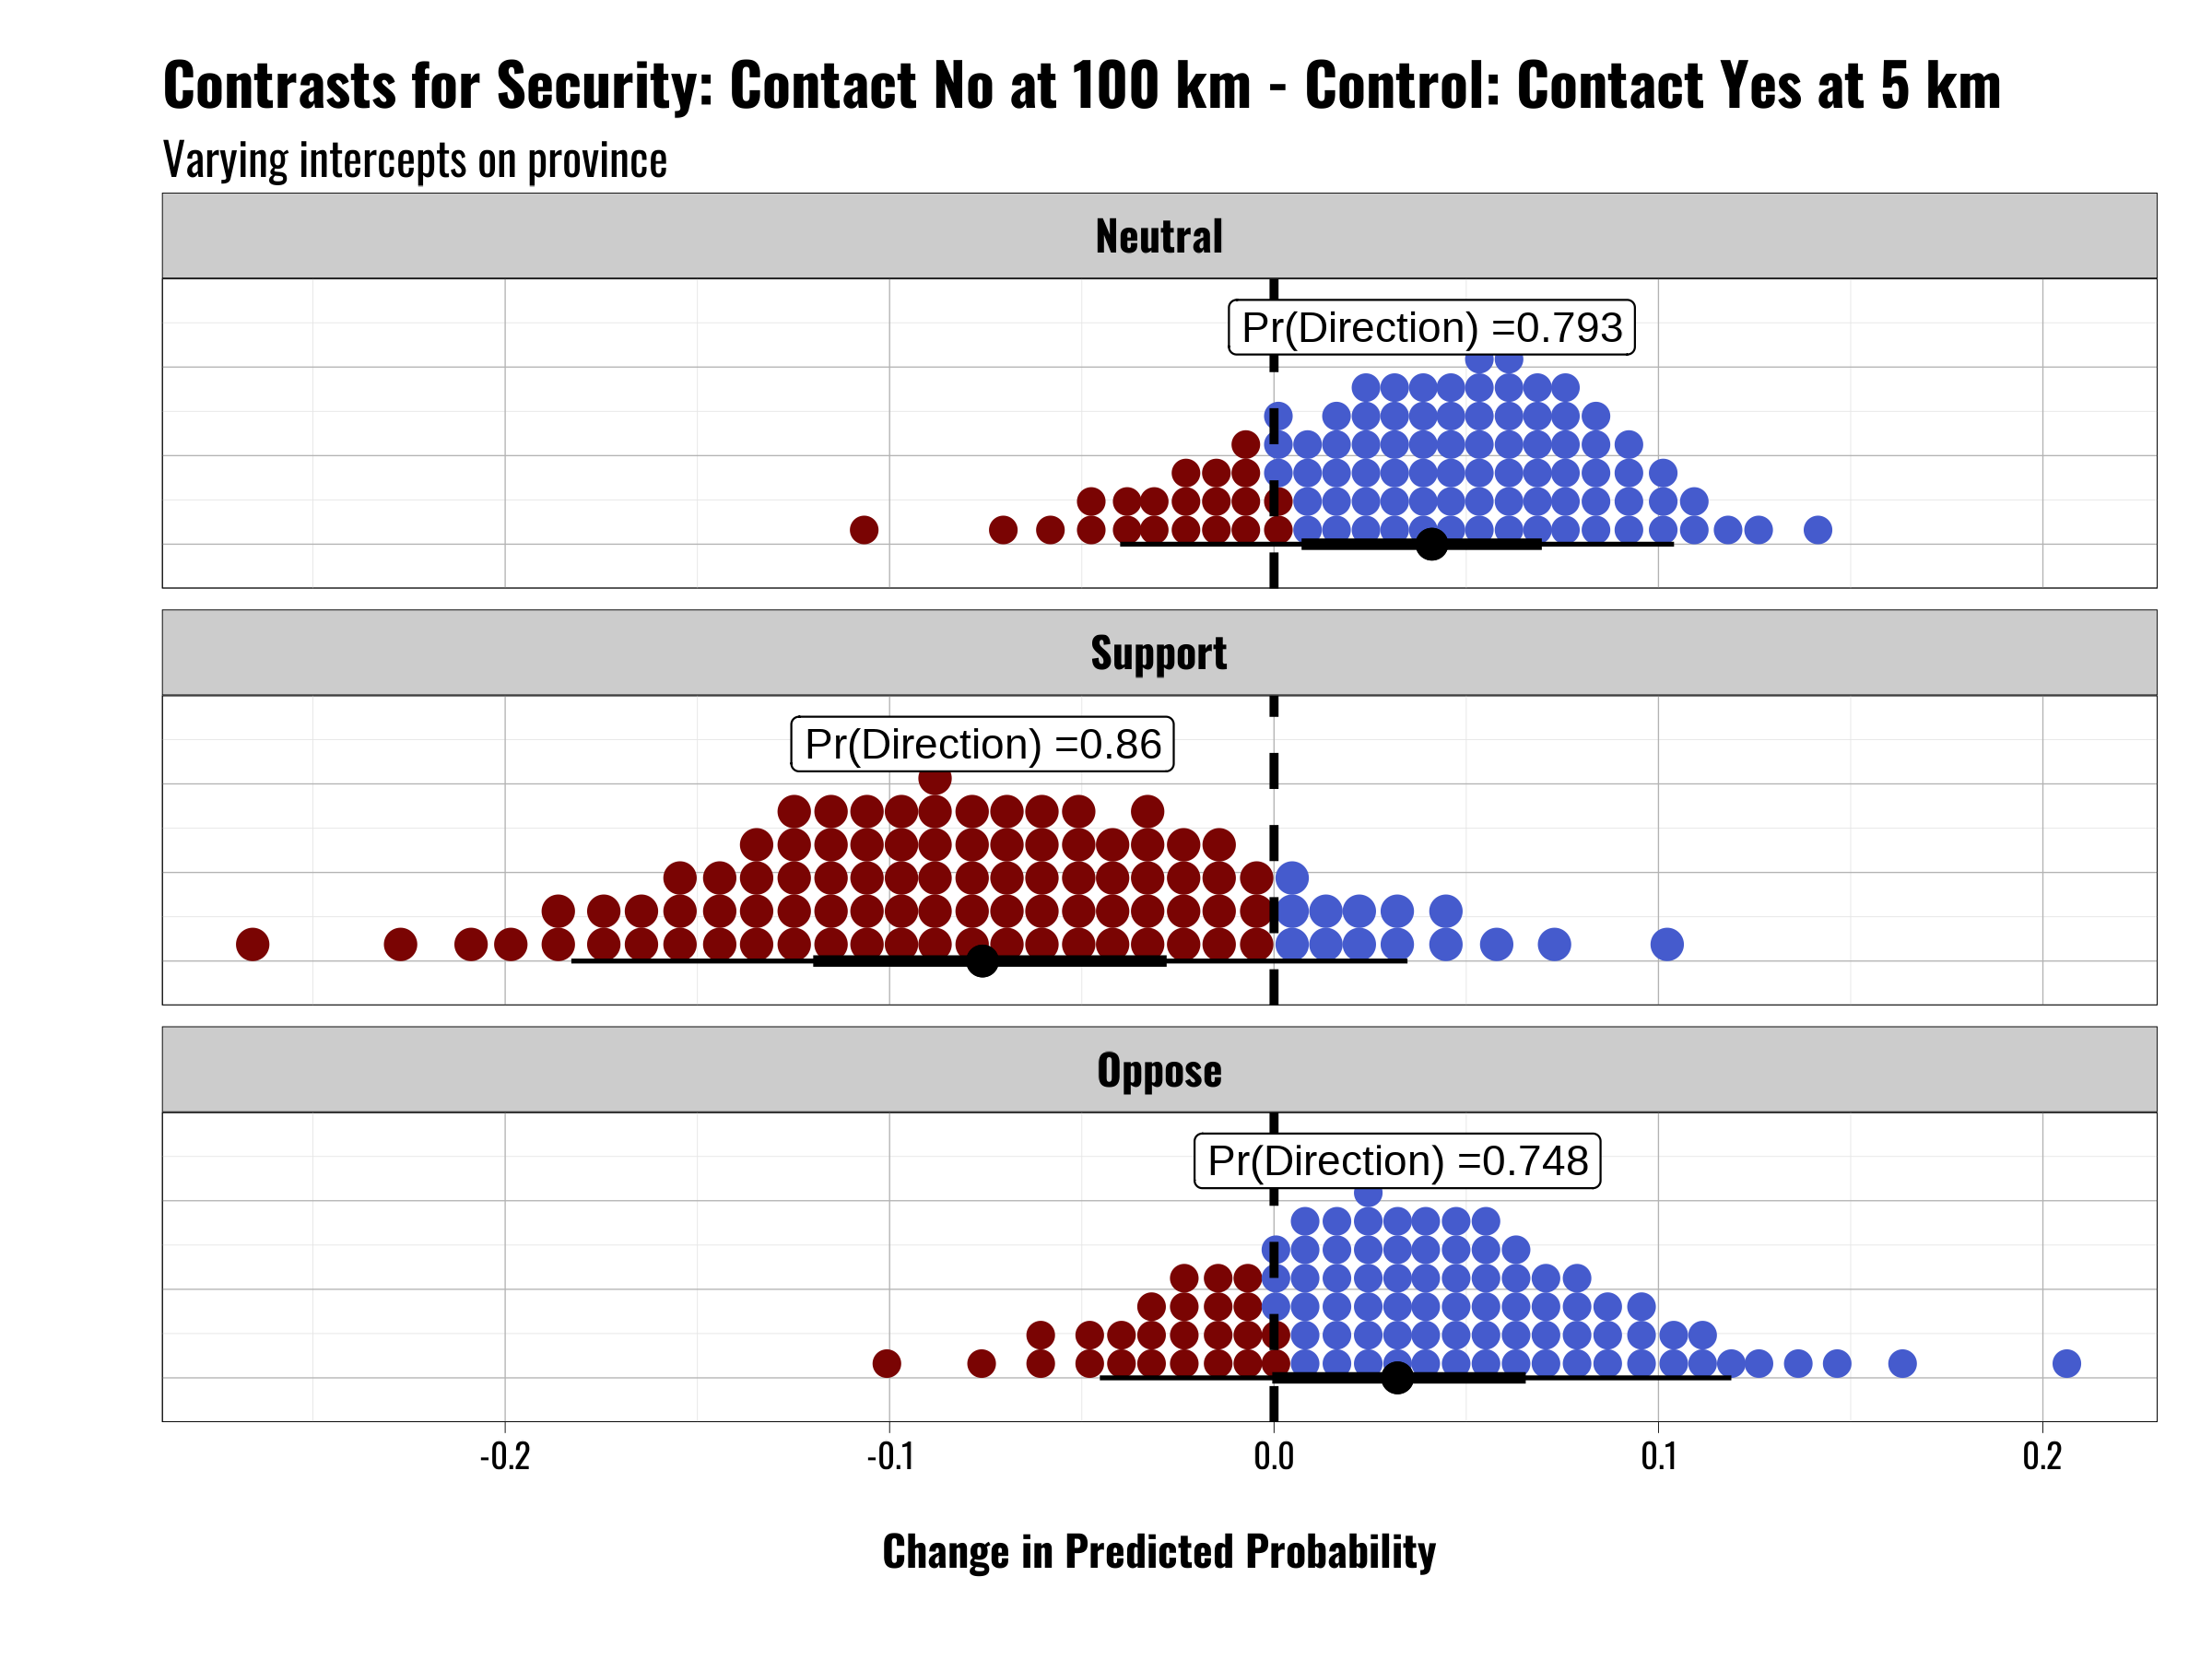 Contrasts for Security: Contact No at 100 km - Control: Contact Yes at 5 km
Varying intercepts on province
Neutral
Pr(Direction) =0.793
Support
Pr(Direction) =0.86
Oppose
Pr(Direction) =0.748
-0.2 -0.1 0.0 0.1 0.2
Change in Predicted Probability